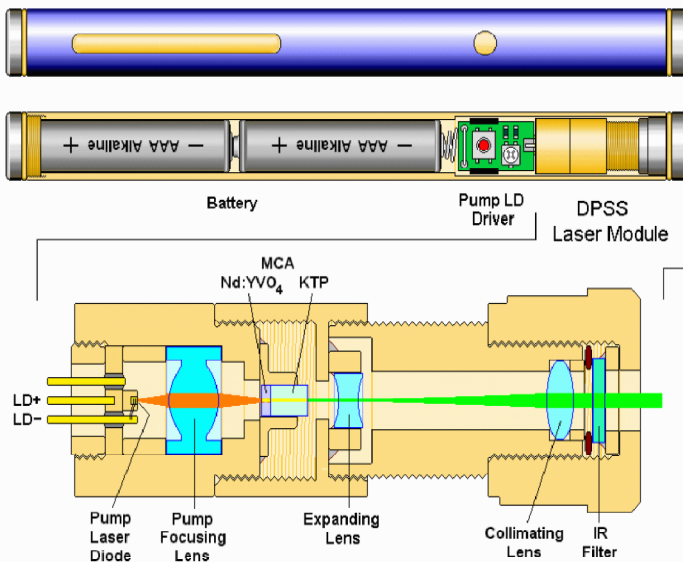 + AAA Alkaline −
+ AAA Alkaline −
Battery
Pump LD
Driver
DPSS
Laser Module
MCA
Nd:YVO4 KTP
LD+
LD−
Pump
Laser
Diode
Pump
Focusing
Lens
Expanding
Lens
Collimating
Lens
IR
Filter